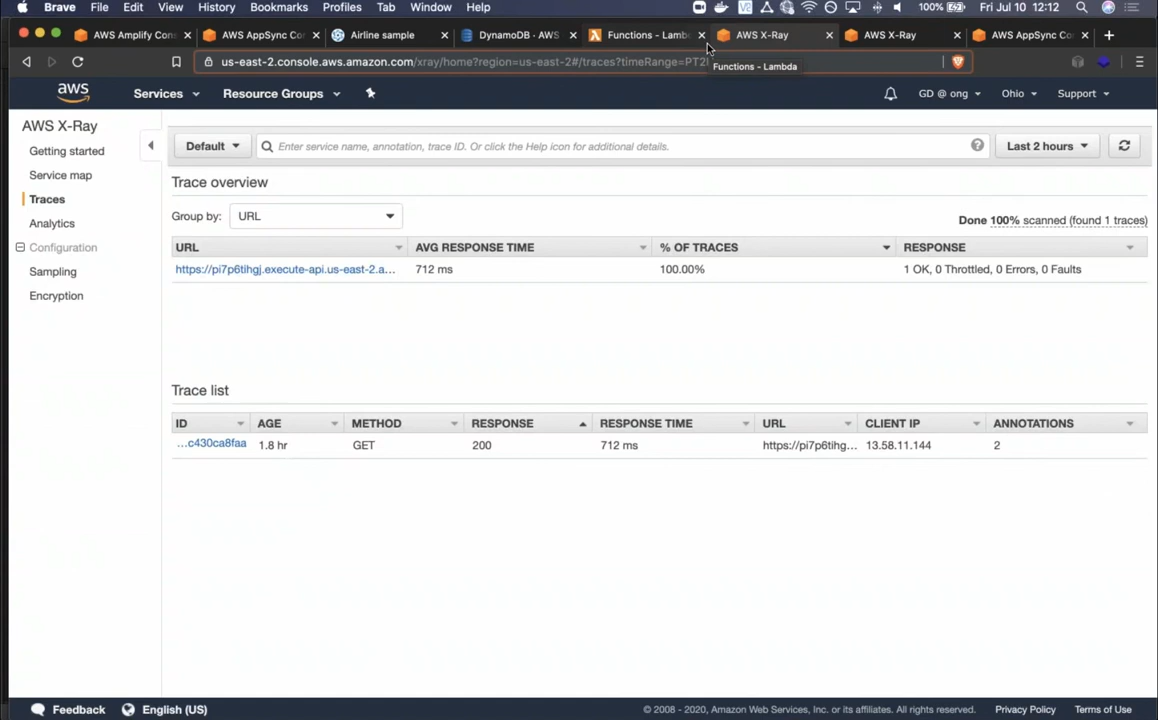 Brave File Edit View History Bookmarks Profiles Tab Window Help 100% Fri Jul 10 12:12
AWS Amplify Con AWS AppSync Con Airline sample DynamoDB · AWS Functions - Lamb AWS X-Ray AWS X-Ray AWS AppSync Con
us-east-2.console.aws.amazon.com/xray/home?region=us-east-2#/traces?timeRange=PT2
Functions - Lambda
aws Services Resource Groups GD @ ong Ohio Support
AWS X-Ray
Getting started
Service map
Traces
Analytics
Configuration
Sampling
Encryption
Default Enter service name, annotation, trace ID. Or click the Help icon for additional details. ? Last 2 hours
Trace overview
Group by: URL
Done 100% scanned (found 1 traces)
URL AVG RESPONSE TIME % OF TRACES RESPONSE
https://pi7p6tihgj.execute-api.us-east-2.a... 712 ms 100.00% 1 OK, 0 Throttled, 0 Errors, 0 Faults
Trace list
ID AGE METHOD RESPONSE RESPONSE TIME URL CLIENT IP ANNOTATIONS
...c430ca8faa 1.8 hr GET 200 712 ms https://pi7p6tihg... 13.58.11.144 2
Feedback English (US) © 2008 - 2020, Amazon Web Services, Inc. or its affiliates. All rights reserved. Privacy Policy Terms of Use